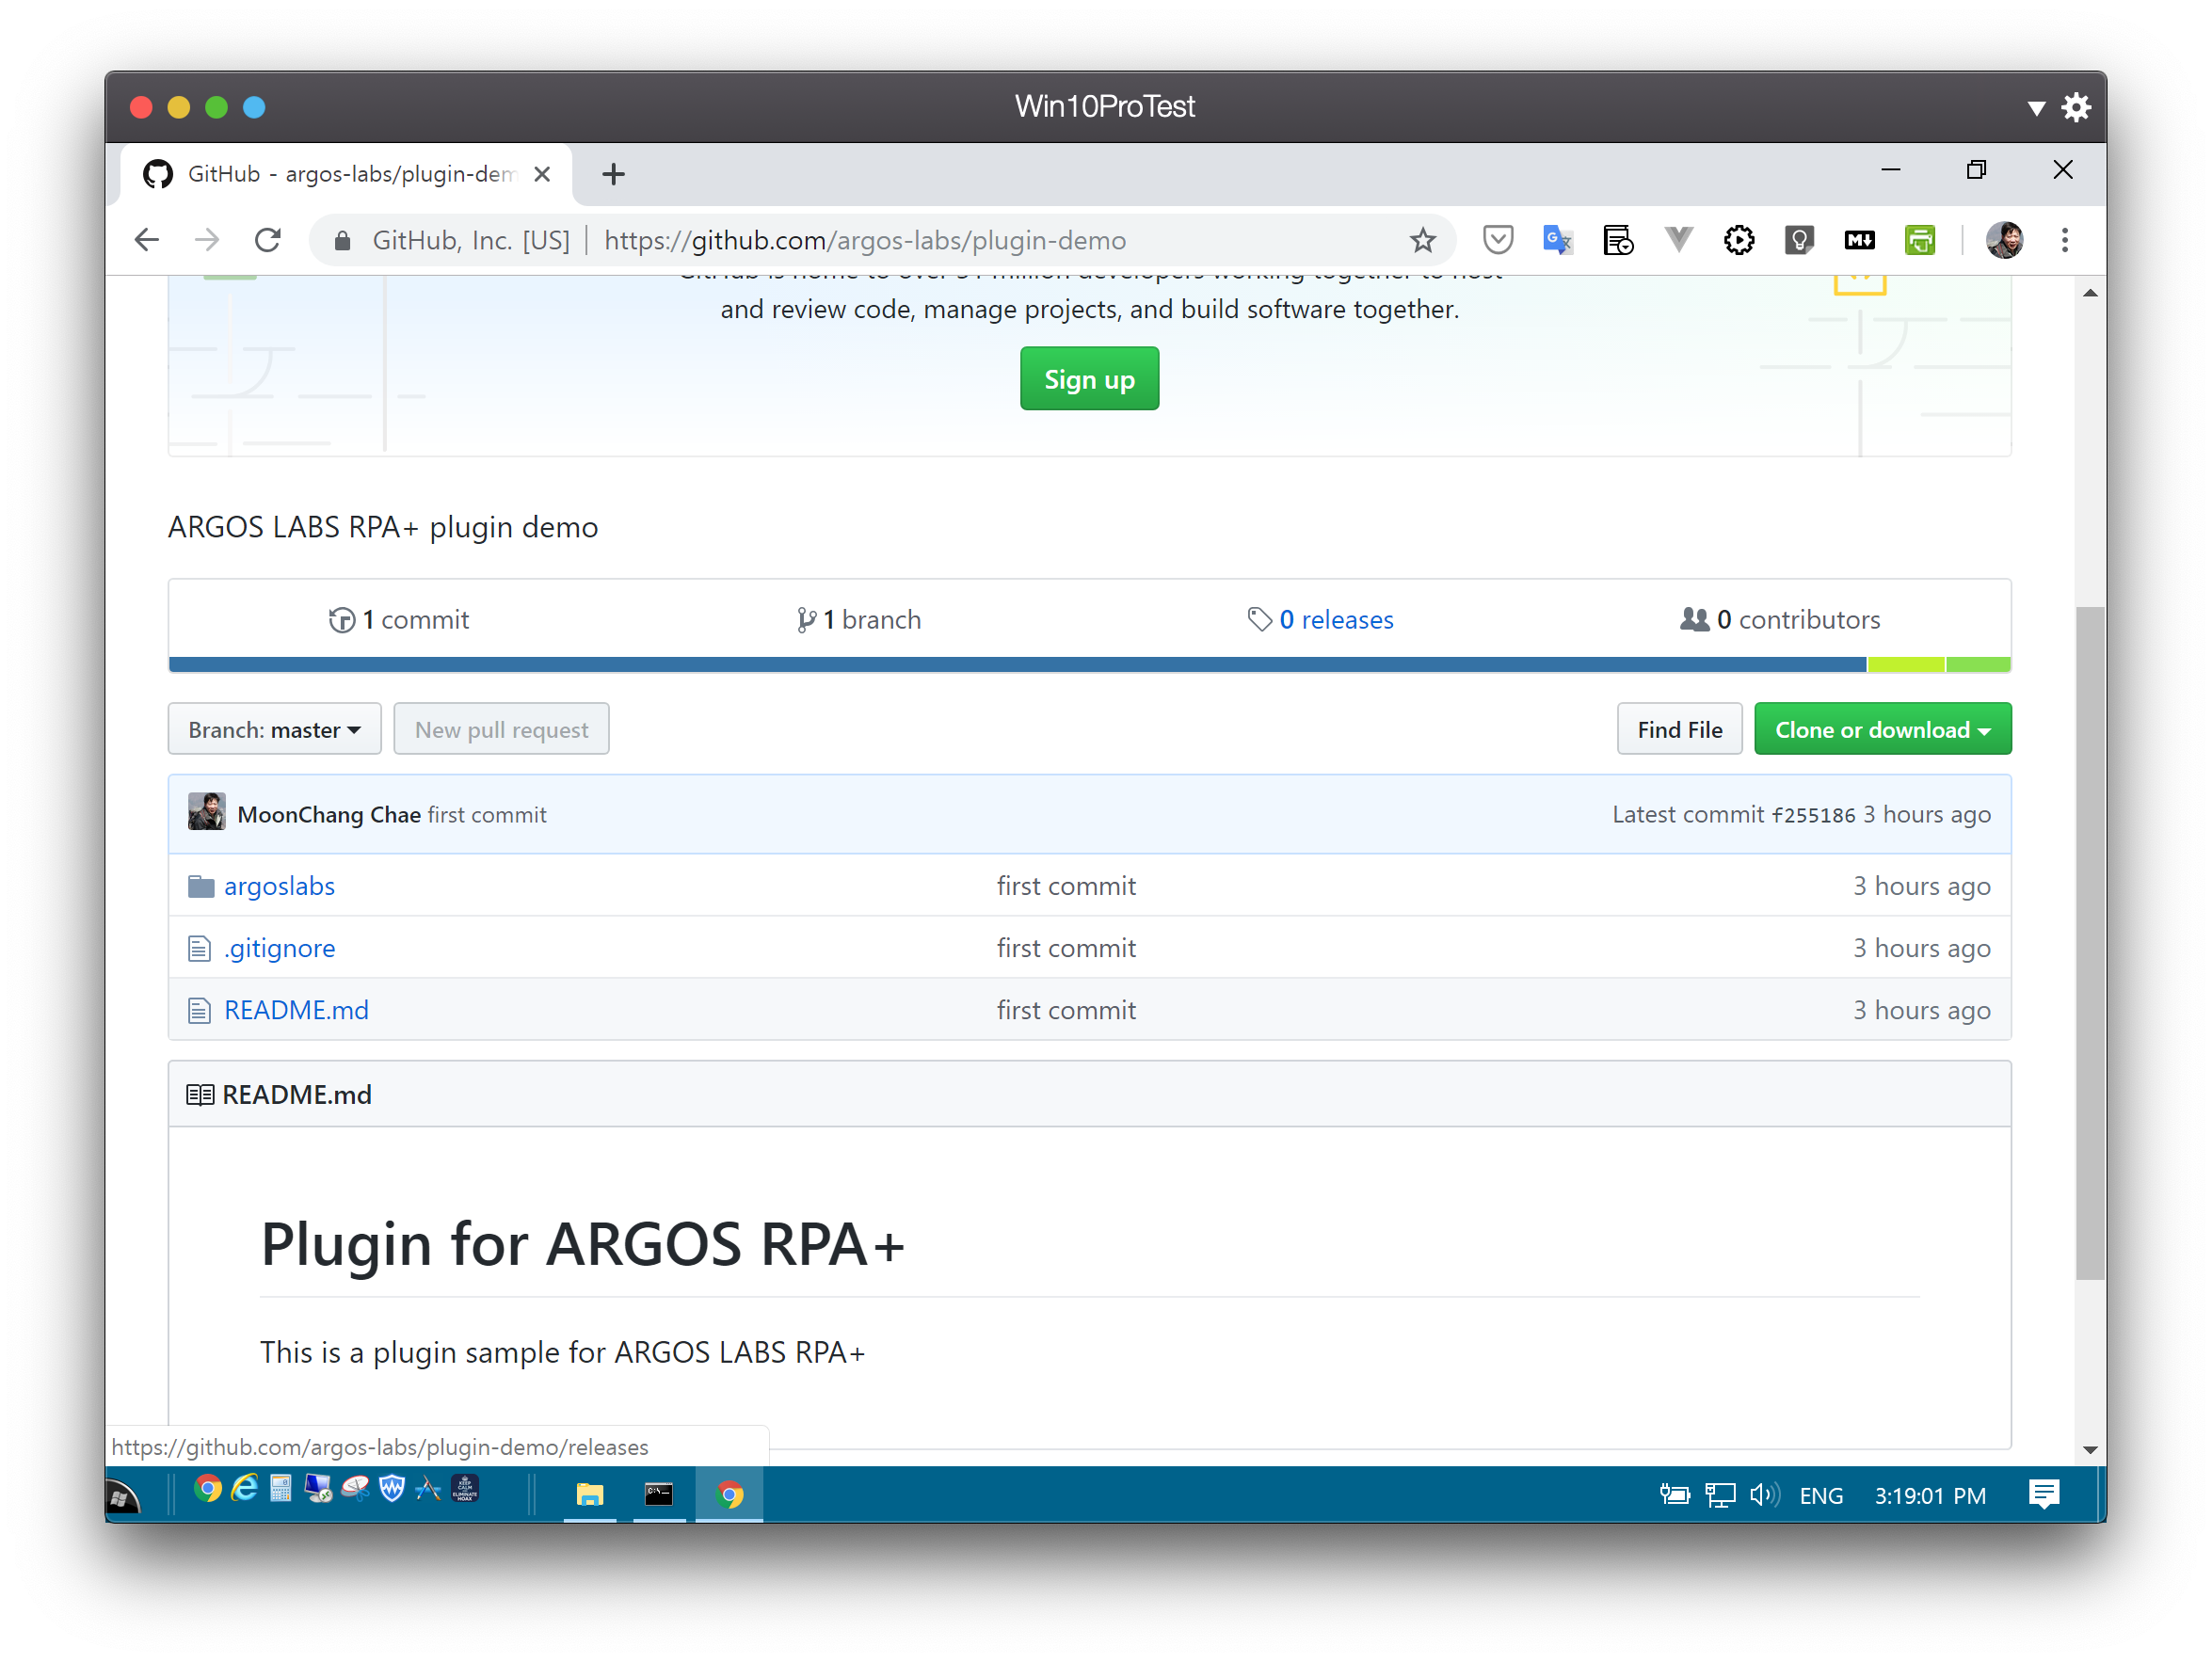 Win10ProTest
GitHub - argos-labs/plugin-dem
GitHub, Inc. [US] | https://github.com/argos-labs/plugin-demo
and review code, manage projects, and build software together.
Sign up
ARGOS LABS RPA+ plugin demo
1 commit 1 branch 0 releases 0 contributors
Branch: master New pull request Find File Clone or download
MoonChang Chae first commit Latest commit f255186 3 hours ago
argoslabs first commit 3 hours ago
.gitignore first commit 3 hours ago
README.md first commit 3 hours ago
README.md
Plugin for ARGOS RPA+
This is a plugin sample for ARGOS LABS RPA+
https://github.com/argos-labs/plugin-demo/releases
ENG 3:19:01 PM